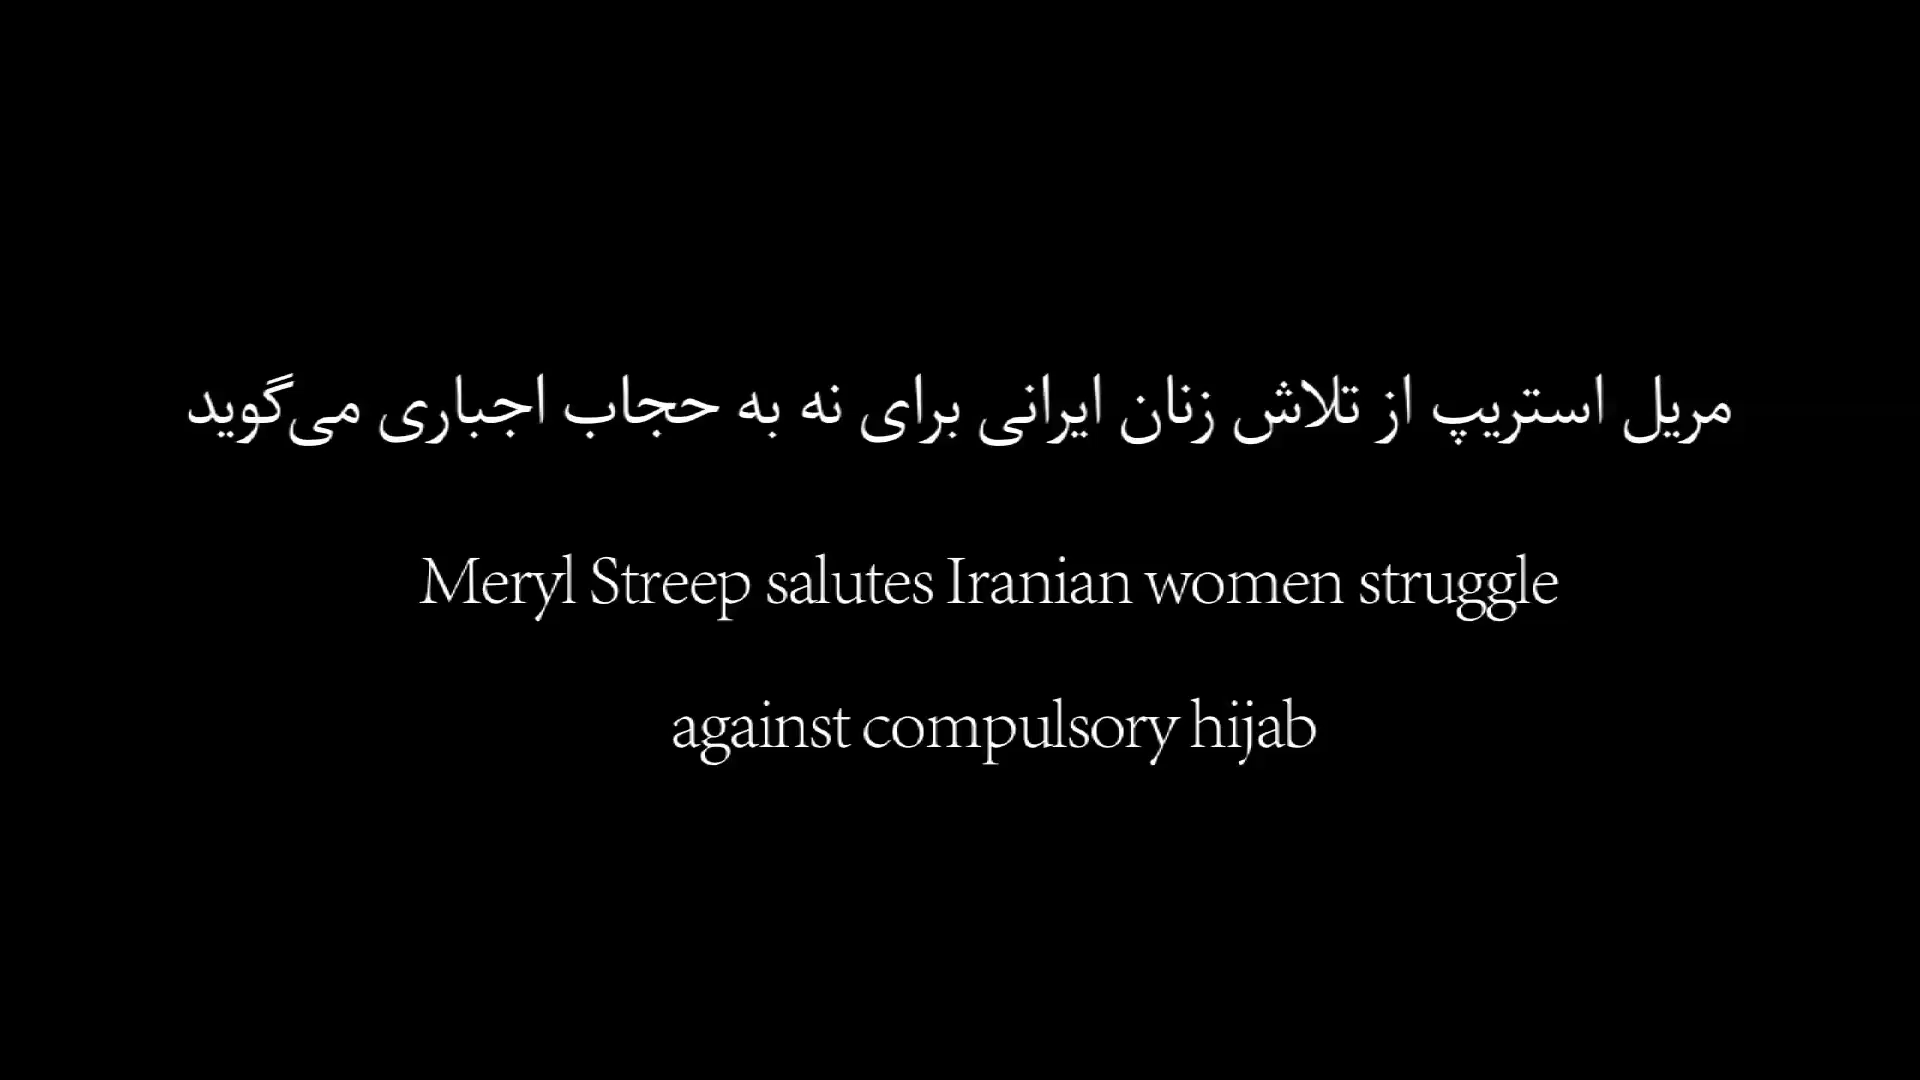 مریل استریپ از تلاش زنان ایرانی برای نه به حجاب اجباری می‌گوید
Meryl Streep salutes Iranian women struggle
against compulsory hijab